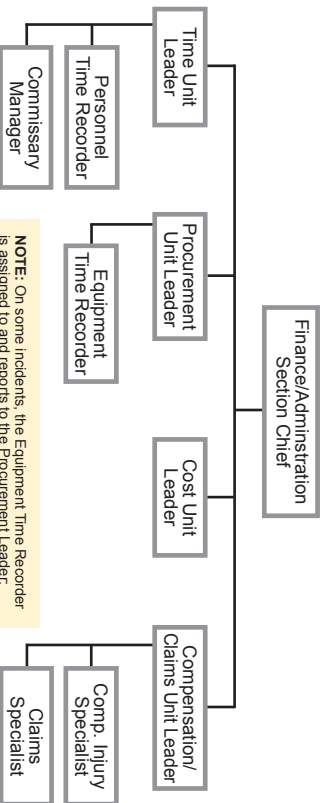 Finance/Adminstration
Section Chief
Time Unit
Leader
Procurement
Unit Leader
Cost Unit
Leader
Compensation/
Claims Unit Leader
Personnel
Time Recorder
Equipment
Time Recorder
Comp. Injury
Specialist
Commissary
Manager
Claims
Specialist
NOTE: On some incidents, the Equipment Time Recorder
is assigned to and reports to the Procurement Leader;